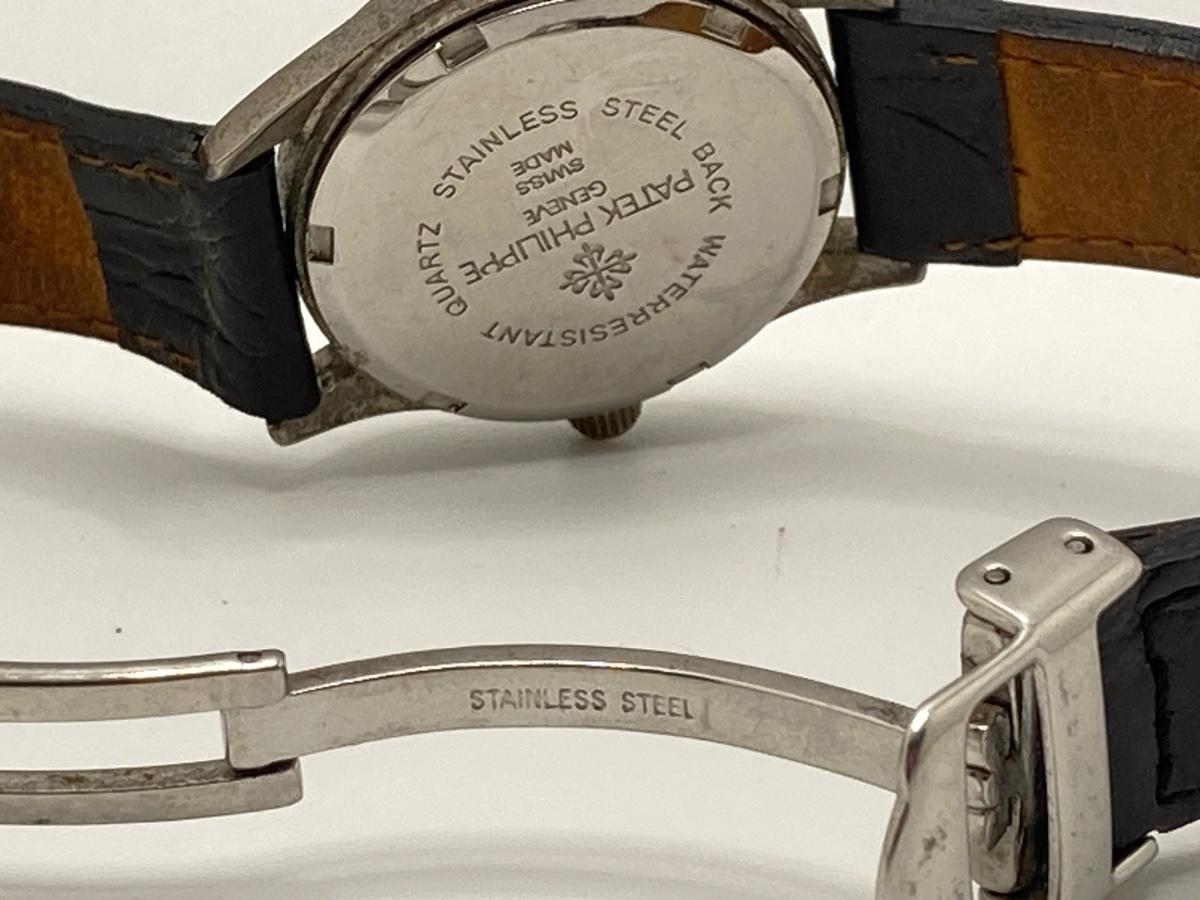 STAINLESS STEEL BACK WATERRESISTANT QUARTZ
PATEK PHILIPPE
GENEVE
SWISS
MADE
STAINLESS STEEL